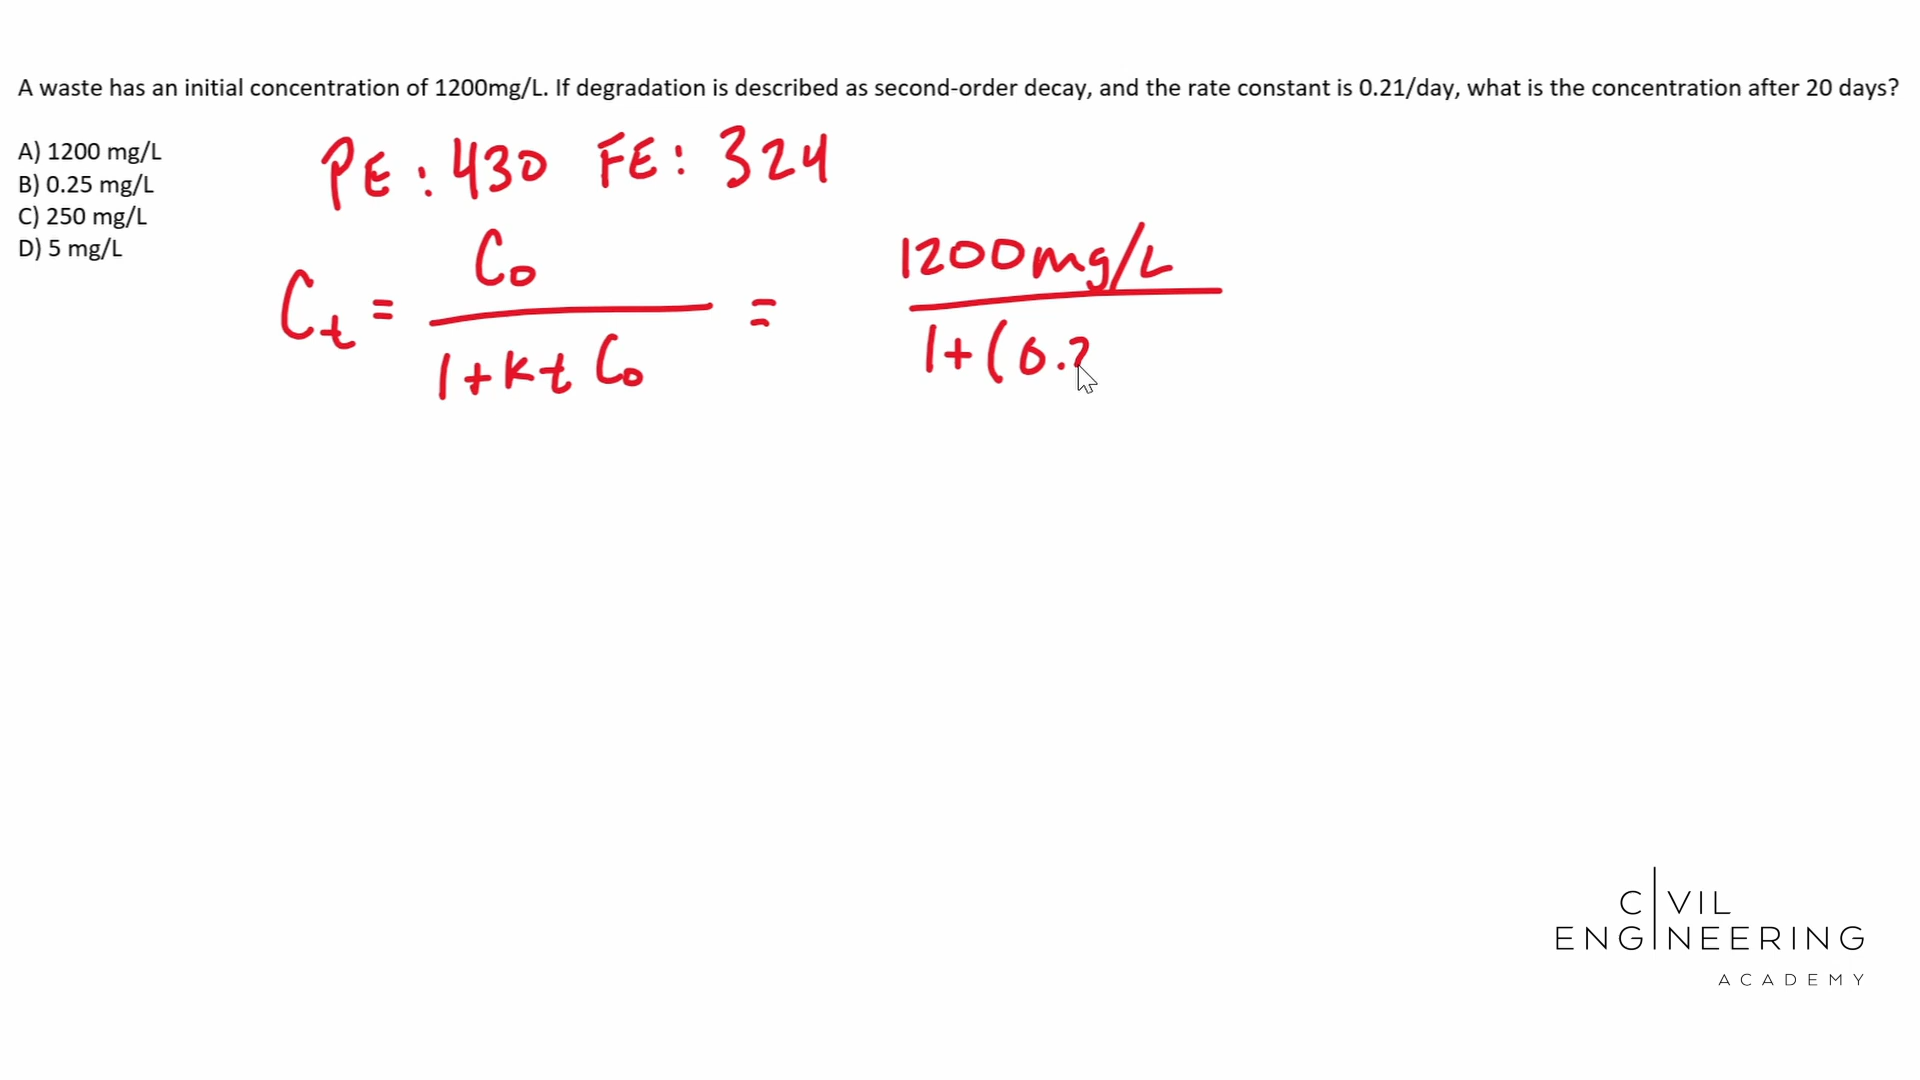 A waste has an initial concentration of 1200mg/L. If degradation is described as second-order decay, and the rate constant is 0.21/day, what is the concentration after 20 days?
A) 1200 mg/L
B) 0.25 mg/L
C) 250 mg/L
D) 5 mg/L
PE: 430 FE: 324
Ct = Co / 1+kt Co = 1200mg/L / 1+(0.2
CIVIL
ENGINEERING
ACADEMY